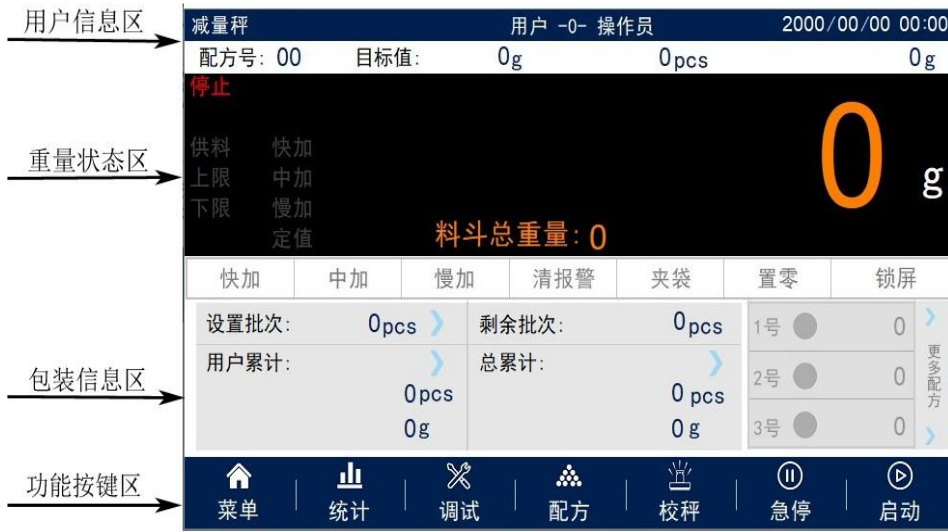 用户信息区
减量秤 用户 -0- 操作员 2000/00/00 00:00
配方号: 00 目标值: 0g 0pcs 0g
停止
重量状态区
供料 快加
上限 中加
下限 慢加
定值
0 g
料斗总重量: 0
快加 中加 慢加 清报警 夹袋 置零 锁屏
包装信息区
设置批次: 0pcs 剩余批次: 0pcs
用户累计: 总累计:
0pcs 0 pcs
0g 0g
1号 0
2号 0
3号 0
更多配方
功能按键区
菜单 统计 调试 配方 校秤 急停 启动